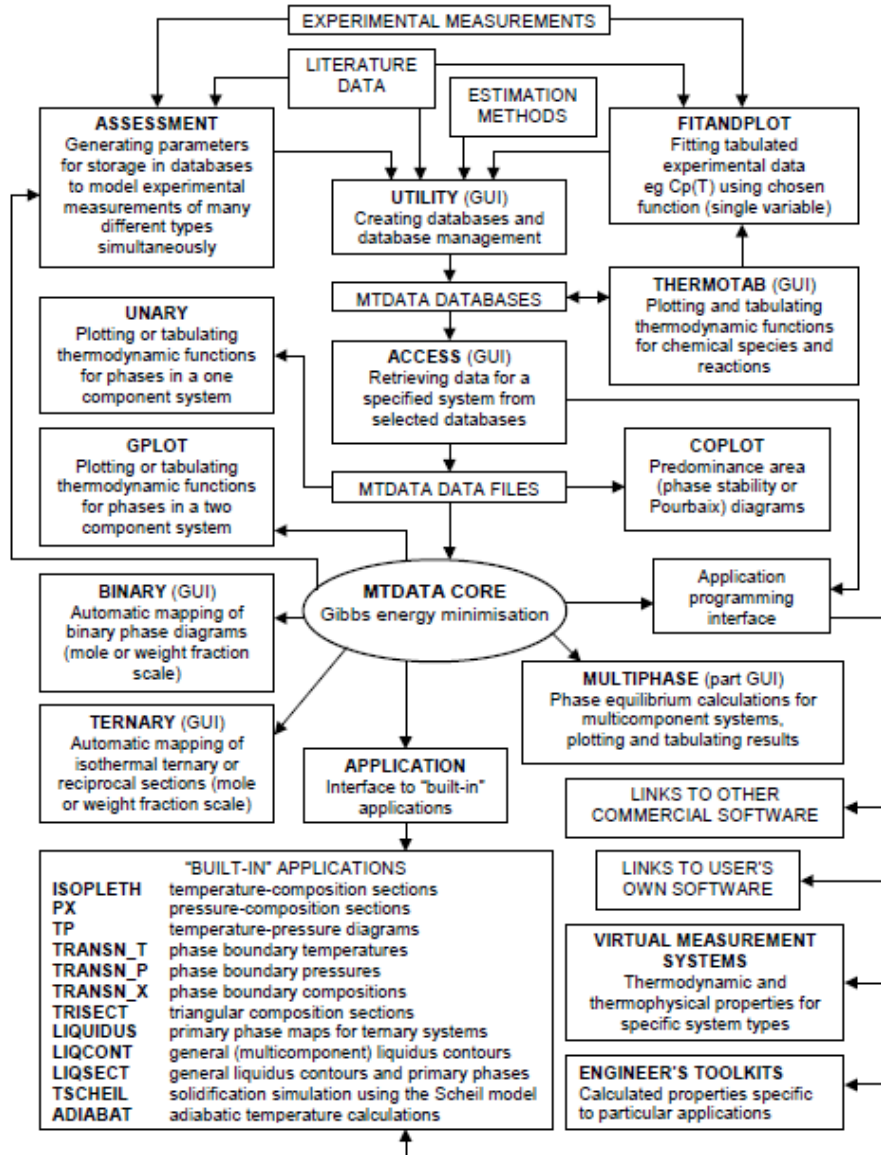 EXPERIMENTAL MEASUREMENTS
LITERATURE
DATA
ESTIMATION
METHODS
ASSESSMENT
Generating parameters
for storage in databases
to model experimental
measurements of many
different types
simultaneously
FITANDPLOT
Fitting tabulated
experimental data
eg Cp(T) using chosen
function (single variable)
UTILITY (GUI)
Creating databases and
database management
MTDATA DATABASES
THERMOTAB (GUI)
Plotting and tabulating
thermodynamic functions
for chemical species and
reactions
UNARY
Plotting or tabulating
thermodynamic functions
for phases in a one
component system
ACCESS (GUI)
Retrieving data for a
specified system from
selected databases
GPLOT
Plotting or tabulating
thermodynamic functions
for phases in a two
component system
MTDATA DATA FILES
COPLOT
Predominance area
(phase stability or
Pourbaix) diagrams
MTDATA CORE
Gibbs energy minimisation
Application
programming
interface
BINARY (GUI)
Automatic mapping of
binary phase diagrams
(mole or weight fraction
scale)
MULTIPHASE (part GUI)
Phase equilibrium calculations for
multicomponent systems,
plotting and tabulating results
TERNARY (GUI)
Automatic mapping of
isothermal ternary or
reciprocal sections (mole
or weight fraction scale)
APPLICATION
Interface to "built-in"
applications
LINKS TO OTHER
COMMERCIAL SOFTWARE
LINKS TO USER'S
OWN SOFTWARE
VIRTUAL MEASUREMENT
SYSTEMS
Thermodynamic and
thermophysical properties for
specific system types
ENGINEER'S TOOLKITS
Calculated properties specific
to particular applications
"BUILT-IN" APPLICATIONS
ISOPLETH temperature-composition sections
PX pressure-composition sections
TP temperature-pressure diagrams
TRANSN_T phase boundary temperatures
TRANSN_P phase boundary pressures
TRANSN_X phase boundary compositions
TRISECT triangular composition sections
LIQUIDUS primary phase maps for ternary systems
LIQCONT general (multicomponent) liquidus contours
LIQSECT general liquidus contours and primary phases
TSCHEIL solidification simulation using the Scheil model
ADIABAT adiabatic temperature calculations